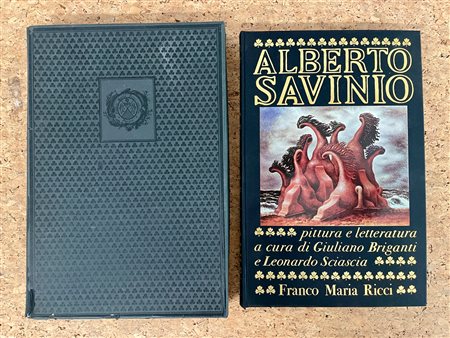 ALBERTO
SAVINIO
pittura e letteratura
a cura di Giuliano Briganti
e Leonardo Sciascia
Franco Maria Ricci